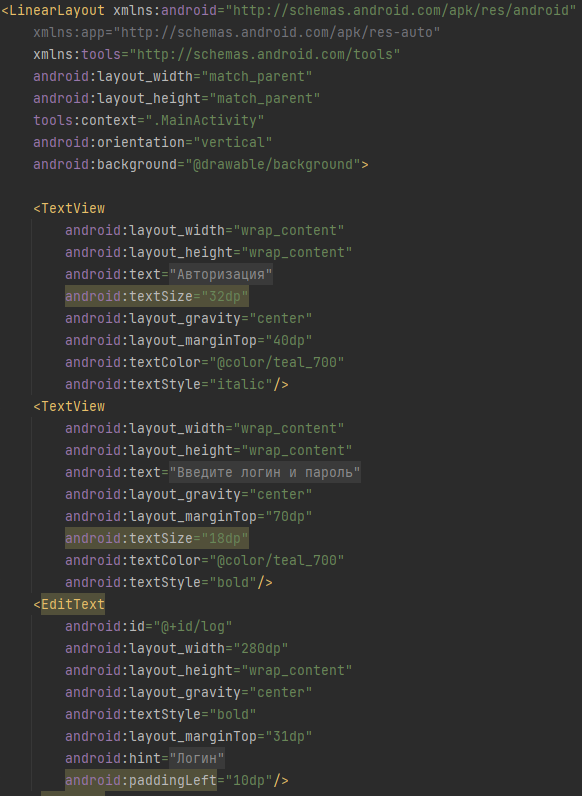 <LinearLayout xmlns:android="http://schemas.android.com/apk/res/android"
    xmlns:app="http://schemas.android.com/apk/res-auto"
    xmlns:tools="http://schemas.android.com/tools"
    android:layout_width="match_parent"
    android:layout_height="match_parent"
    tools:context=".MainActivity"
    android:orientation="vertical"
    android:background="@drawable/background">

    <TextView
        android:layout_width="wrap_content"
        android:layout_height="wrap_content"
        android:text="Авторизация"
        android:textSize="32dp"
        android:layout_gravity="center"
        android:layout_marginTop="40dp"
        android:textColor="@color/teal_700"
        android:textStyle="italic"/>
    <TextView
        android:layout_width="wrap_content"
        android:layout_height="wrap_content"
        android:text="Введите логин и пароль"
        android:layout_gravity="center"
        android:layout_marginTop="70dp"
        android:textSize="18dp"
        android:textColor="@color/teal_700"
        android:textStyle="bold"/>
    <EditText
        android:id="@+id/log"
        android:layout_width="280dp"
        android:layout_height="wrap_content"
        android:layout_gravity="center"
        android:textStyle="bold"
        android:layout_marginTop="31dp"
        android:hint="Логин"
        android:paddingLeft="10dp"/>